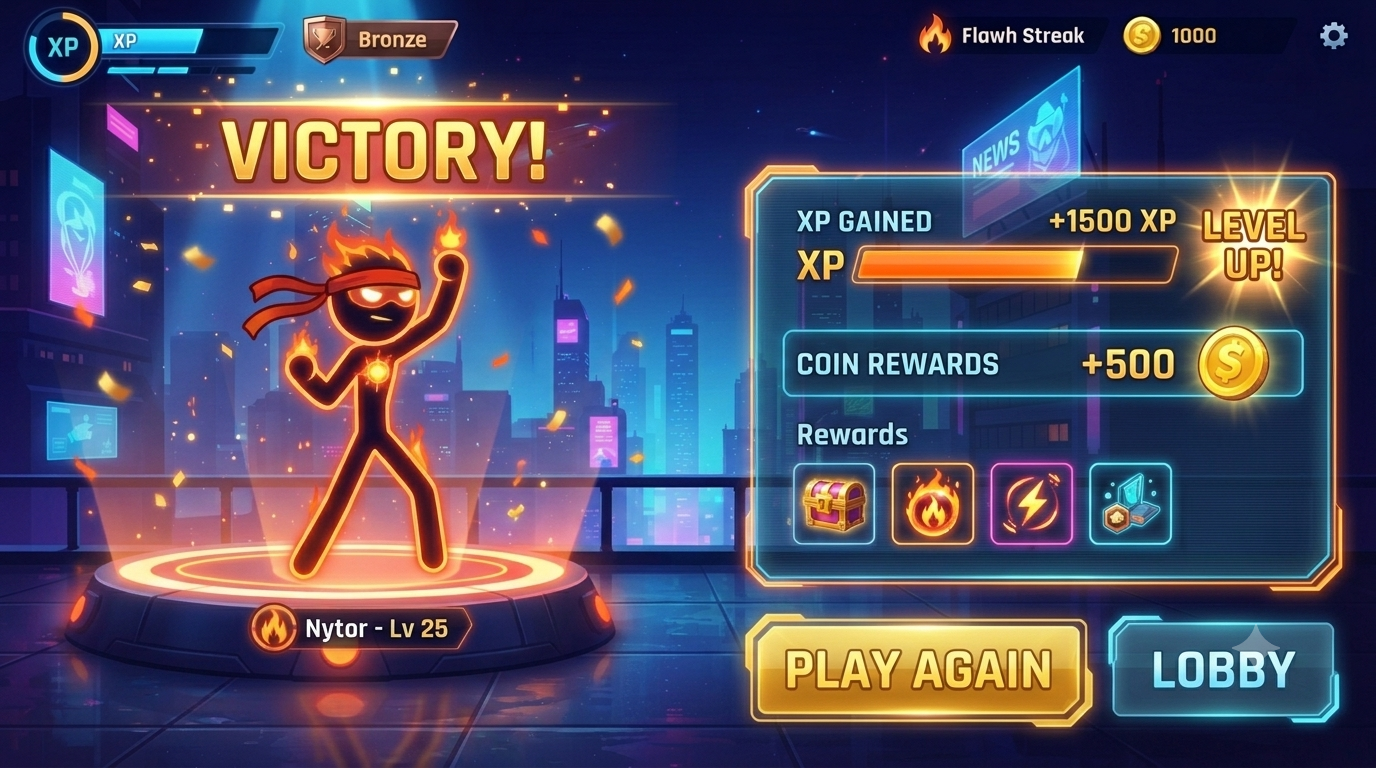 XP
XP
Bronze
Flawh Streak
1000
VICTORY!
NEWS
XP GAINED
+1500 XP
XP
LEVEL
UP!
COIN REWARDS
+500
Rewards
Nytor - Lv 25
PLAY AGAIN
LOBBY